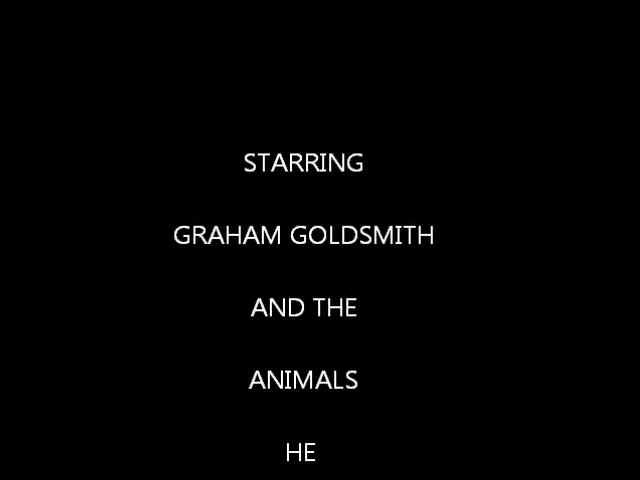 STARRING
GRAHAM GOLDSMITH
AND THE
ANIMALS
HE